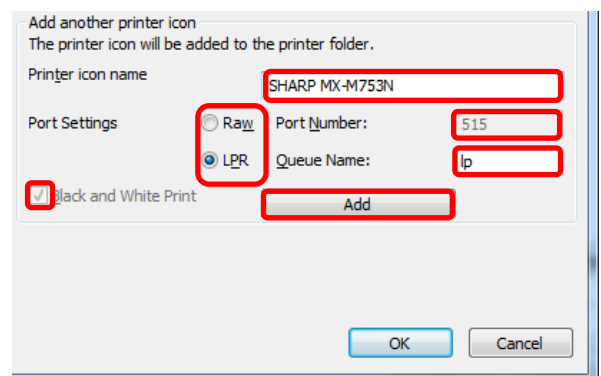 Add another printer icon
The printer icon will be added to the printer folder.
Printer icon name SHARP MX-M753N
Port Settings Raw Port Number: 515
LPR Queue Name: lp
Black and White Print Add
OK Cancel